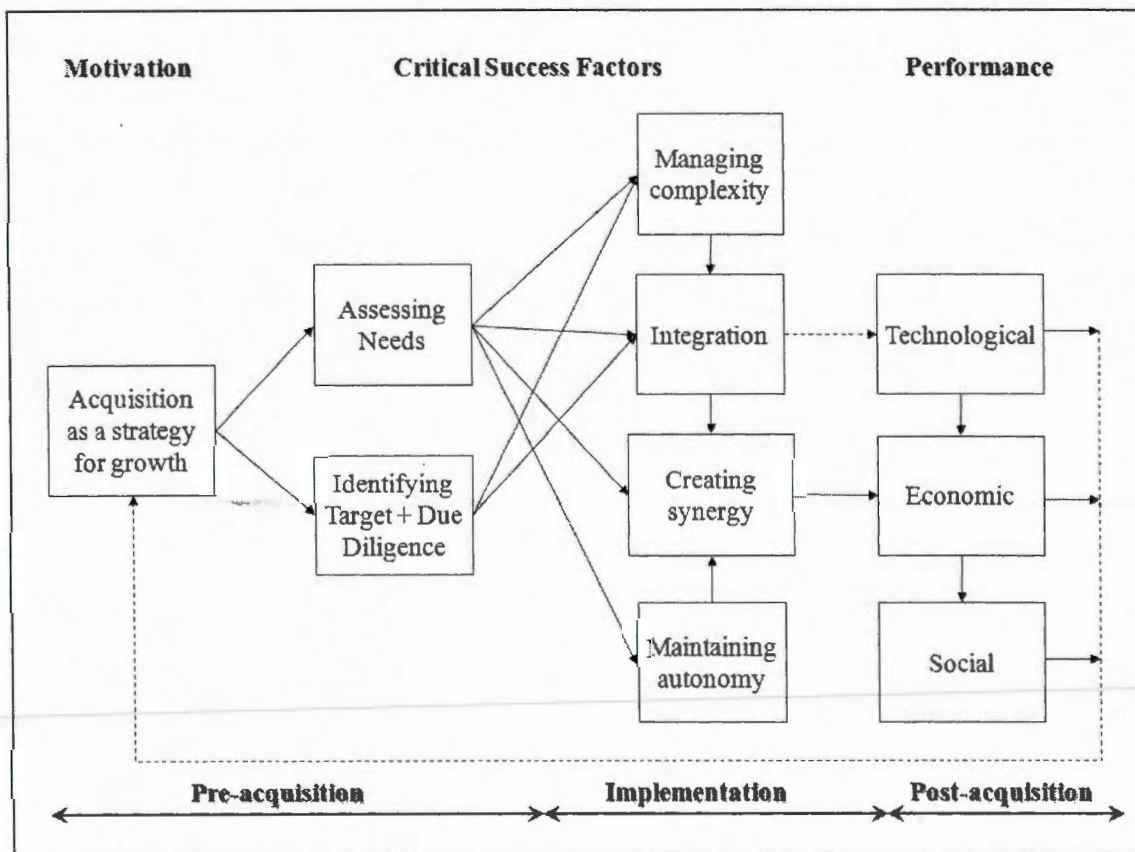 Motivation
Critical Success Factors
Performance
Managing
complexity
Assessing
Needs
Integration
Technological
Acquisition
as a strategy
for growth
Identifying
Target + Due
Diligence
Creating
synergy
Economic
Maintaining
autonomy
Social
Pre-acquisition
Implementation
Post-acquisition